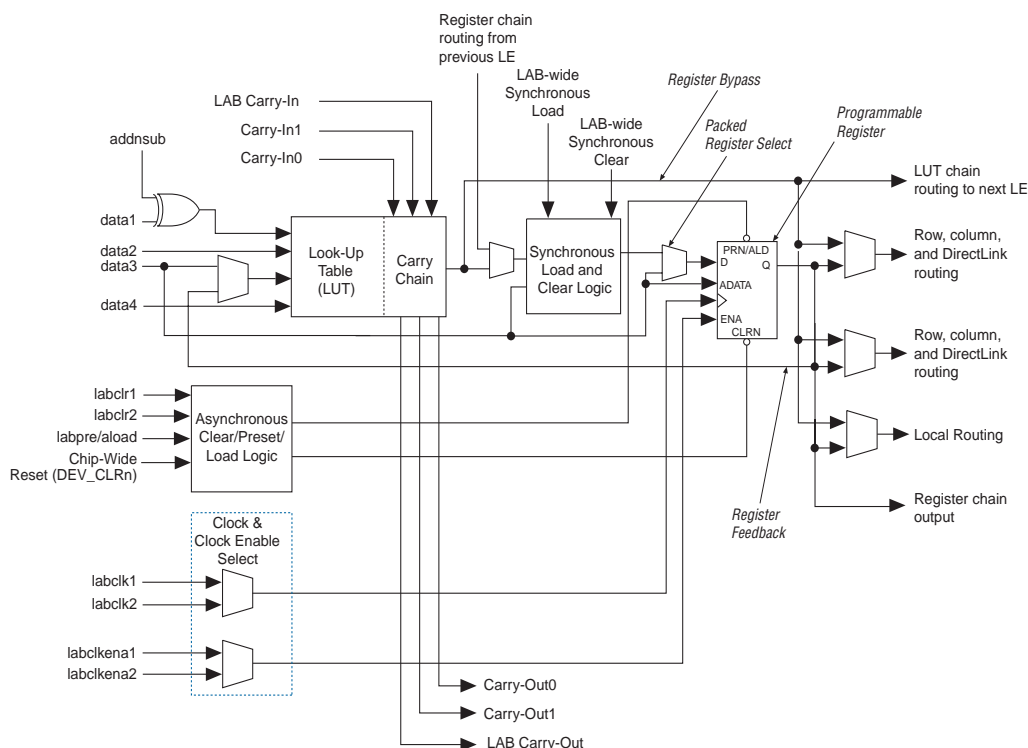 Register chain
routing from
previous LE
LAB-wide
Synchronous
Load
Register Bypass
LAB Carry-In
LAB-wide
Synchronous
Clear
Packed
Register Select
Programmable
Register
Carry-In1
addnsub
Carry-In0
LUT chain
routing to next LE
data1
data2
data3
data4
Look-Up
Table
(LUT)
Carry
Chain
Synchronous
Load and
Clear Logic
PRN/ALD
D
Q
ADATA
ENA
CLRN
Row, column,
and DirectLink
routing
Row, column,
and DirectLink
routing
labclr1
labclr2
labpre/aload
Chip-Wide
Reset (DEV_CLRn)
Asynchronous
Clear/Preset/
Load Logic
Local Routing
Register
Feedback
Register chain
output
Clock &
Clock Enable
Select
labclk1
labclk2
labclkena1
labclkena2
Carry-Out0
Carry-Out1
LAB Carry-Out